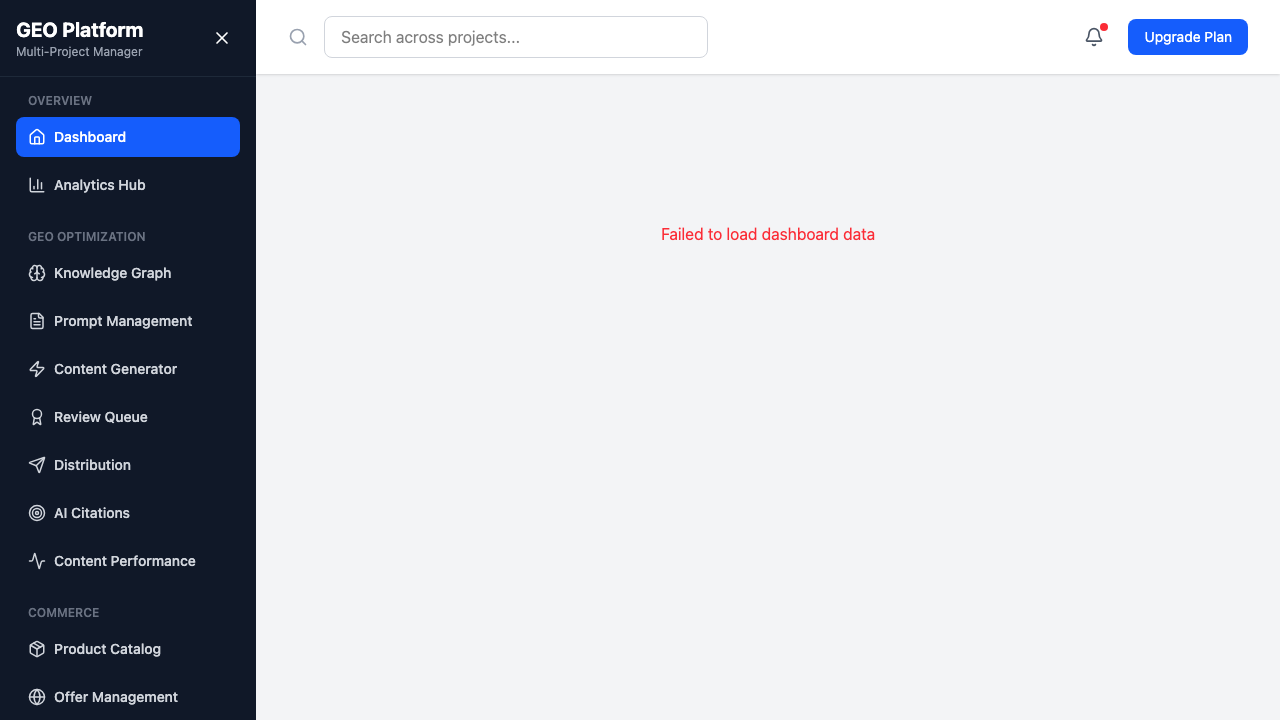 GEO Platform
Multi-Project Manager
OVERVIEW
Dashboard
Analytics Hub
GEO OPTIMIZATION
Knowledge Graph
Prompt Management
Content Generator
Review Queue
Distribution
AI Citations
Content Performance
COMMERCE
Product Catalog
Offer Management
Search across projects...
Upgrade Plan
Failed to load dashboard data